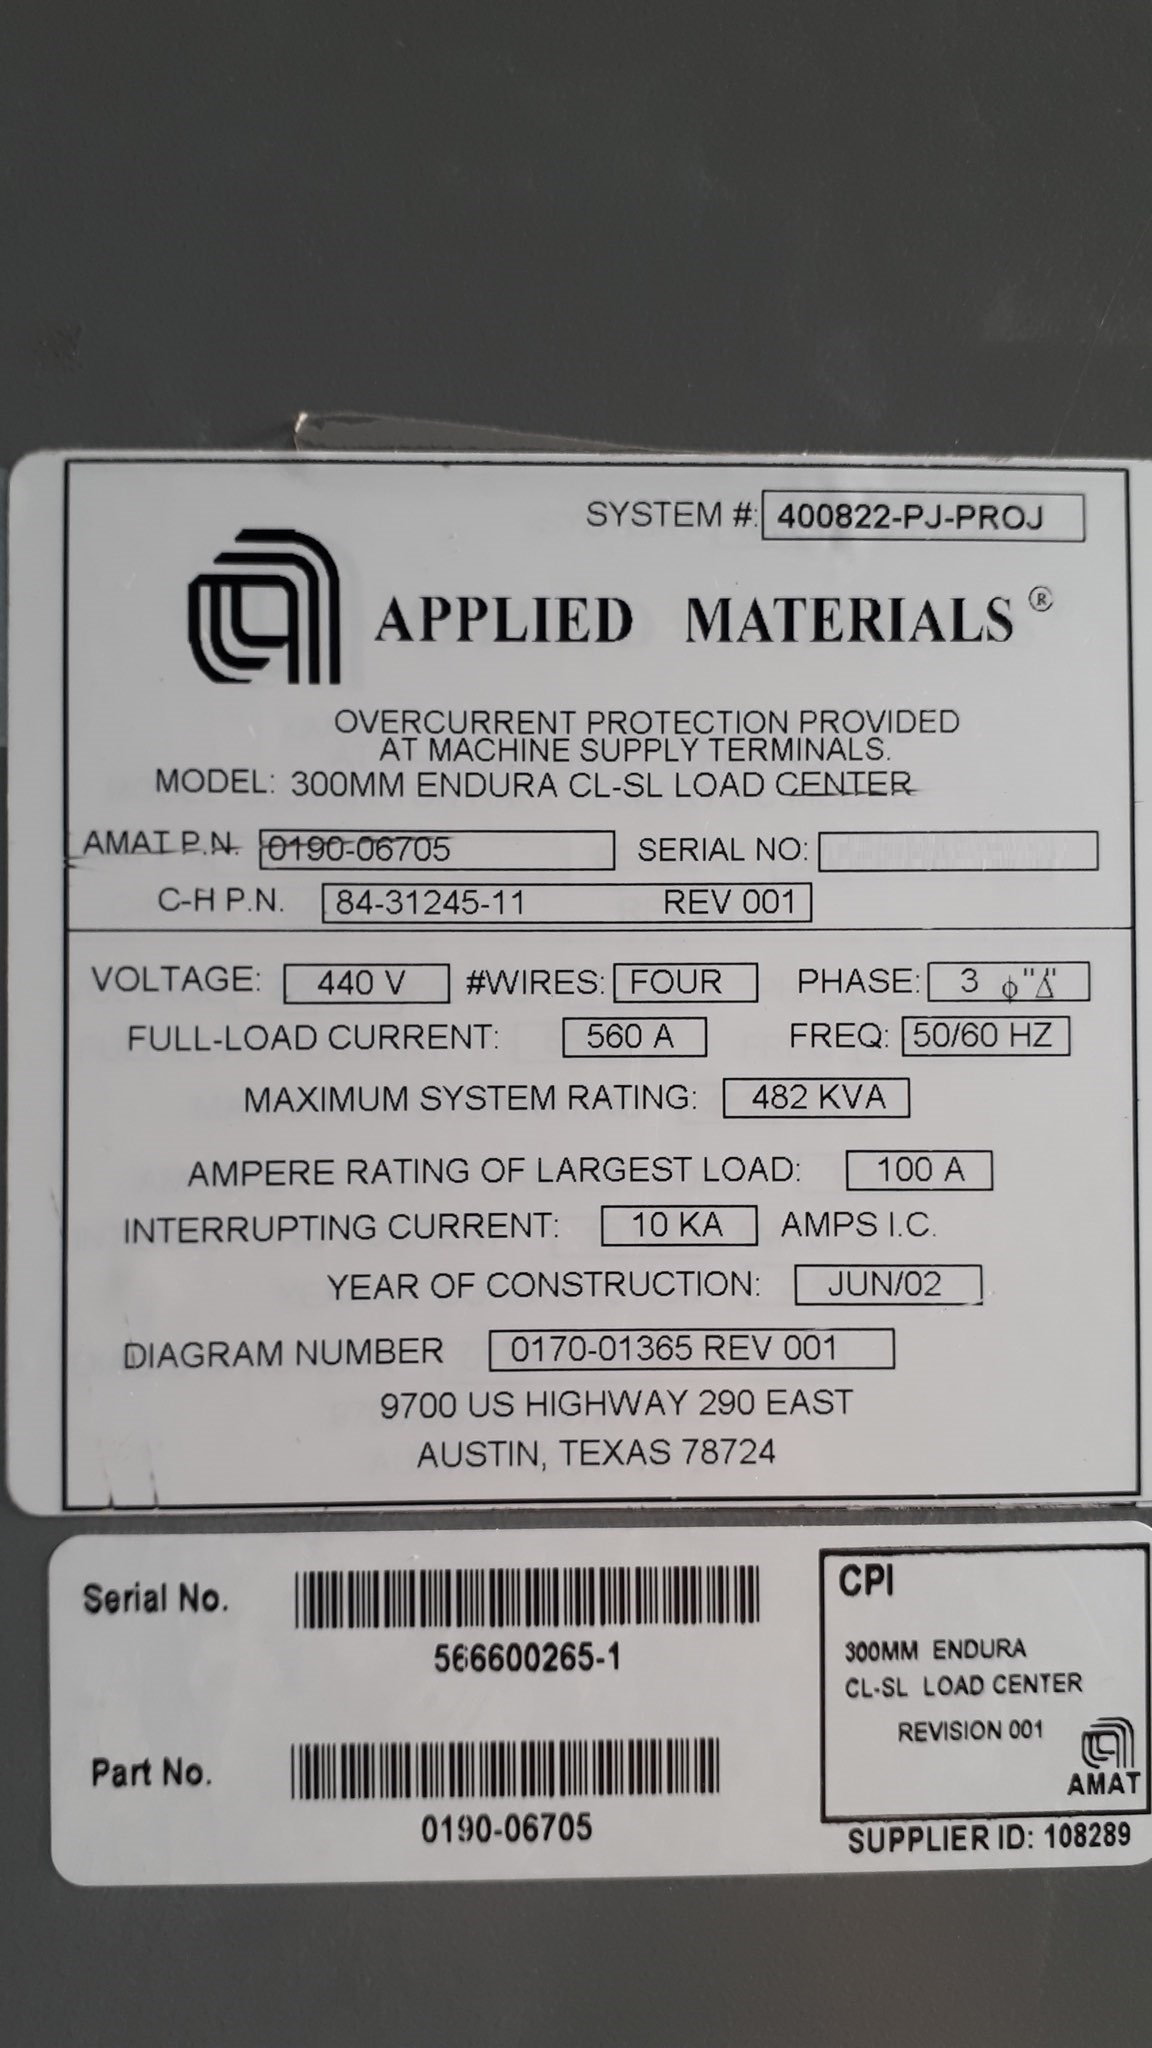 SYSTEM #: 400822-PJ-PROJ
APPLIED MATERIALS ®
OVERCURRENT PROTECTION PROVIDED
AT MACHINE SUPPLY TERMINALS.
MODEL: 300MM ENDURA CL-SL LOAD CENTER
AMAT P.N. 0190-06705 SERIAL NO:
C-H P.N. 84-31245-11 REV 001
VOLTAGE: 440 V #WIRES: FOUR PHASE: 3 ϕ"Δ"
FULL-LOAD CURRENT: 560 A FREQ: 50/60 HZ
MAXIMUM SYSTEM RATING: 482 KVA
AMPERE RATING OF LARGEST LOAD: 100 A
INTERRUPTING CURRENT: 10 KA AMPS I.C.
YEAR OF CONSTRUCTION: JUN/02
DIAGRAM NUMBER 0170-01365 REV 001
9700 US HIGHWAY 290 EAST
AUSTIN, TEXAS 78724
Serial No.
566600265-1
Part No.
0190-06705
CPI
300MM ENDURA
CL-SL LOAD CENTER
REVISION 001
AMAT
SUPPLIER ID: 108289